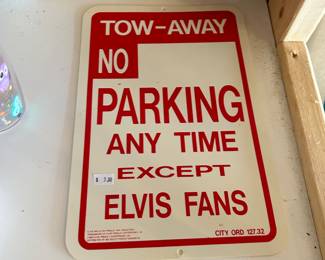 TOW-AWAY
NO
PARKING
ANY TIME
EXCEPT
ELVIS FANS
CITY ORD 127.32